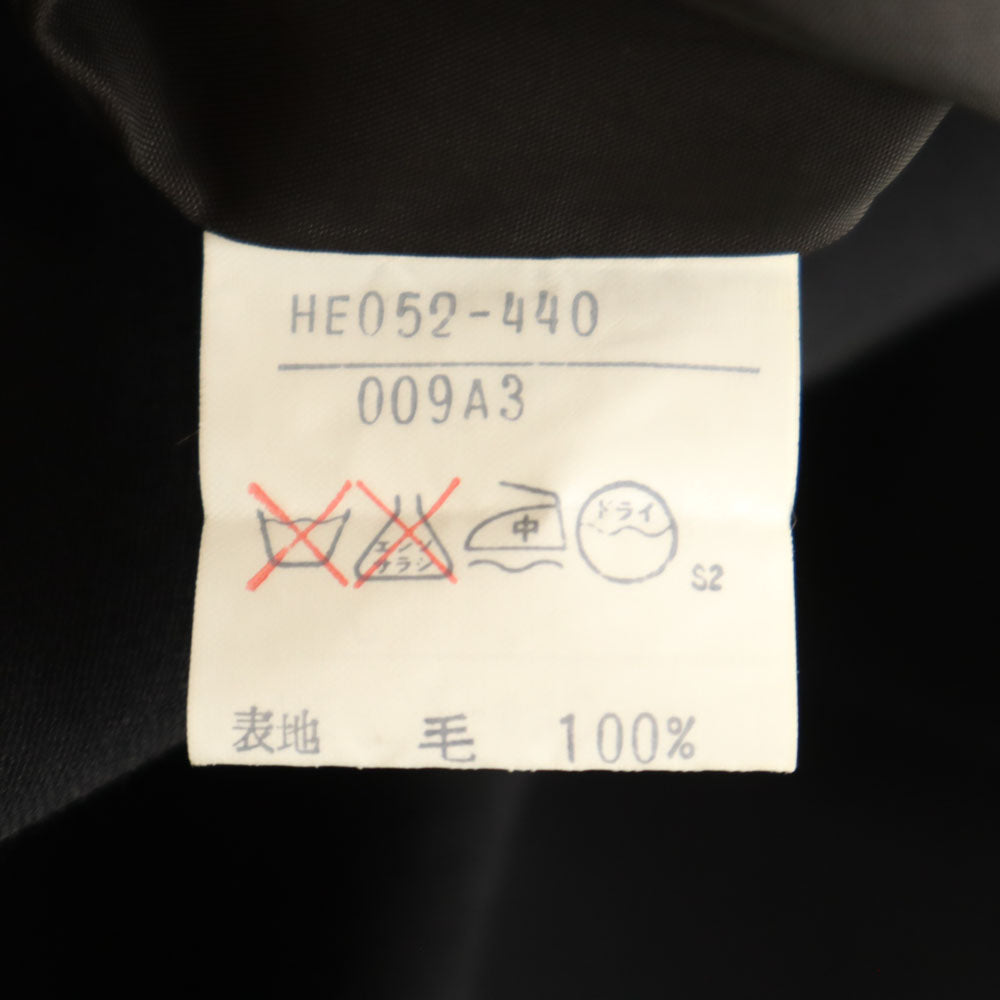 HE052-440
009A3
エンソ
サラシ
中
ドライ
S2
表地 毛 100%